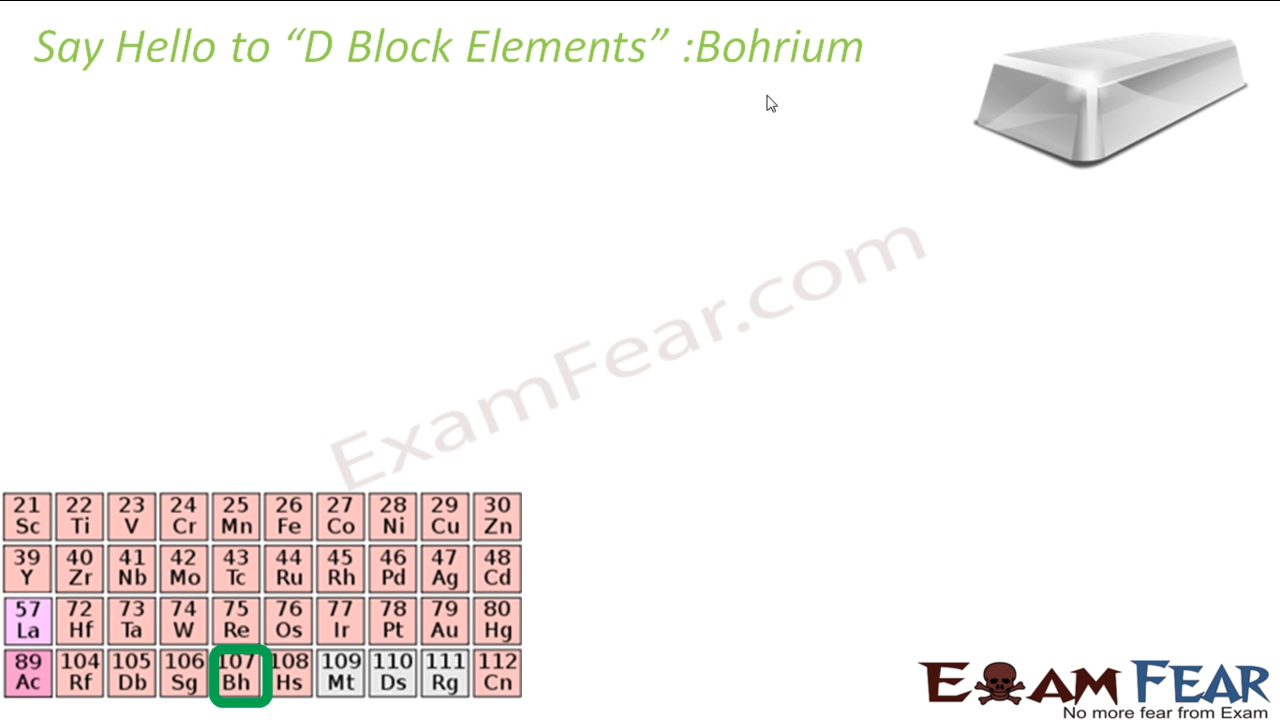 Say Hello to “D Block Elements” :Bohrium
ExamFear.com
21 22 23 24 25 26 27 28 29 30
Sc Ti V Cr Mn Fe Co Ni Cu Zn
39 40 41 42 43 44 45 46 47 48
Y Zr Nb Mo Tc Ru Rh Pd Ag Cd
57 72 73 74 75 76 77 78 79 80
La Hf Ta W Re Os Ir Pt Au Hg
89 104 105 106 107 108 109 110 111 112
Ac Rf Db Sg Bh Hs Mt Ds Rg Cn
EXAM FEAR
No more fear from Exam